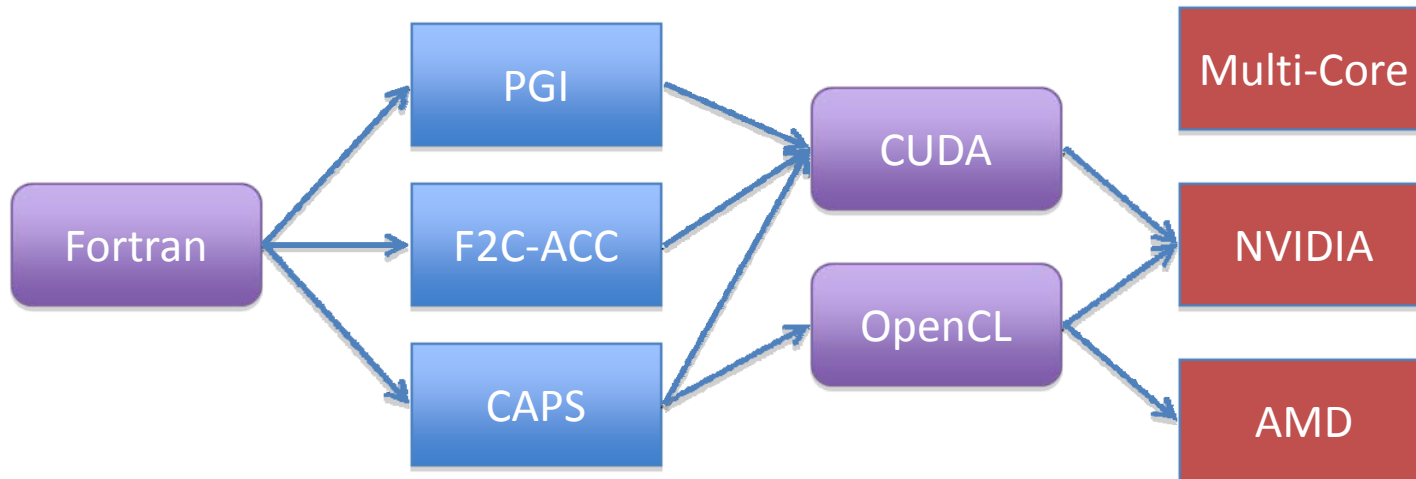 Fortran
PGI
F2C-ACC
CAPS
CUDA
OpenCL
Multi-Core
NVIDIA
AMD